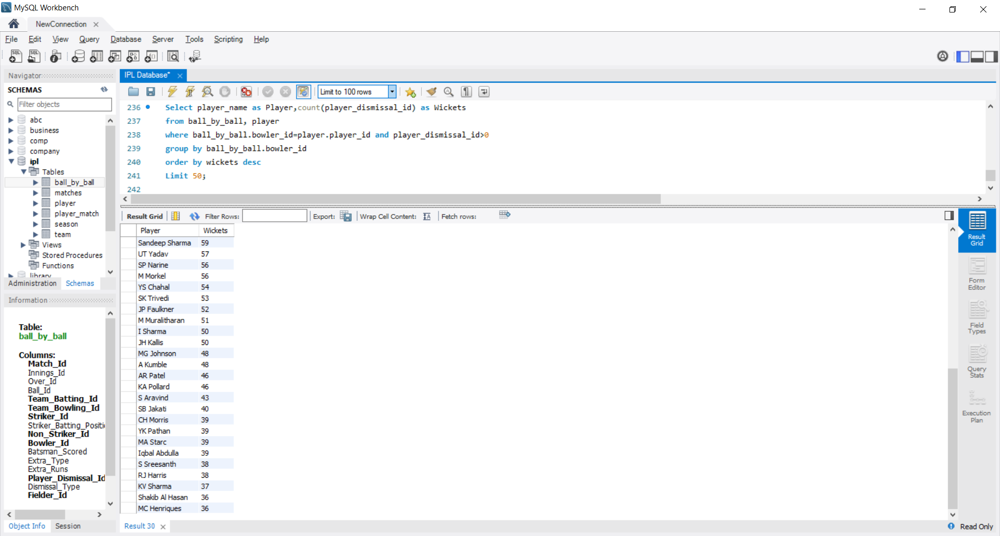 MySQL Workbench
NewConnection
File Edit View Query Database Server Tools Scripting Help
Navigator
SCHEMAS
Filter objects
abc
business
comp
company
ipl
Tables
ball_by_ball
matches
player
player_match
season
team
Views
Stored Procedures
Functions
library
Administration Schemas
Information
Table:
ball_by_ball
Columns:
Match_Id
Innings_Id
Over_Id
Ball_Id
Team_Batting_Id
Team_Bowling_Id
Striker_Id
Striker_Batting_Positi
Non_Striker_Id
Bowler_Id
Batsman_Scored
Extra_Type
Extra_Runs
Player_Dismissal_Id
Dismissal_Type
Fielder_Id
Object Info Session
IPL Database*
Limit to 100 rows
236 Select player_name as Player,count(player_dismissal_id) as Wickets
237 from ball_by_ball, player
238 where ball_by_ball.bowler_id=player.player_id and player_dismissal_id>0
239 group by ball_by_ball.bowler_id
240 order by wickets desc
241 Limit 50;
242
Result Grid Filter Rows: Export: Wrap Cell Content: Fetch rows:
Player Wickets
Sandeep Sharma 59
UT Yadav 57
SP Narine 56
M Morkel 56
YS Chahal 54
SK Trivedi 53
JP Faulkner 52
M Muralitharan 51
I Sharma 50
JH Kallis 50
MG Johnson 48
A Kumble 48
AR Patel 46
KA Pollard 46
S Aravind 43
SB Jakati 40
CH Morris 39
YK Pathan 39
MA Starc 39
Iqbal Abdulla 39
S Sreesanth 38
RJ Harris 38
KV Sharma 37
Shakib Al Hasan 36
MC Henriques 36
Result
Grid
Form
Editor
Field
Types
Query
Stats
Execution
Plan
Result 30
Read Only